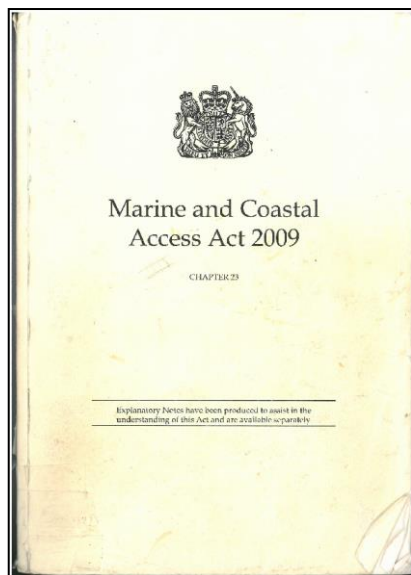 Marine and Coastal
Access Act 2009
CHAPTER 23
Explanatory Notes have been produced to assist in the
understanding of this Act and are available separately